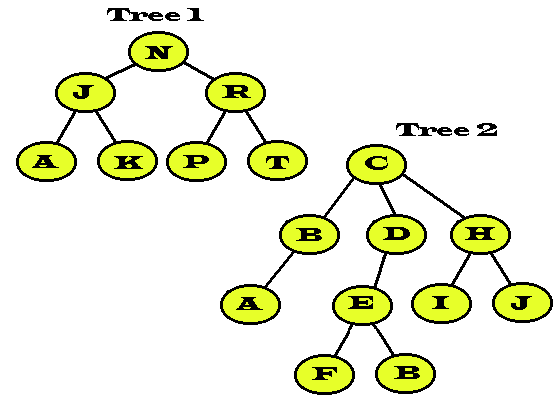 Tree 1
N
J R
A K P T
Tree 2
C
B D H
A E I J
F B